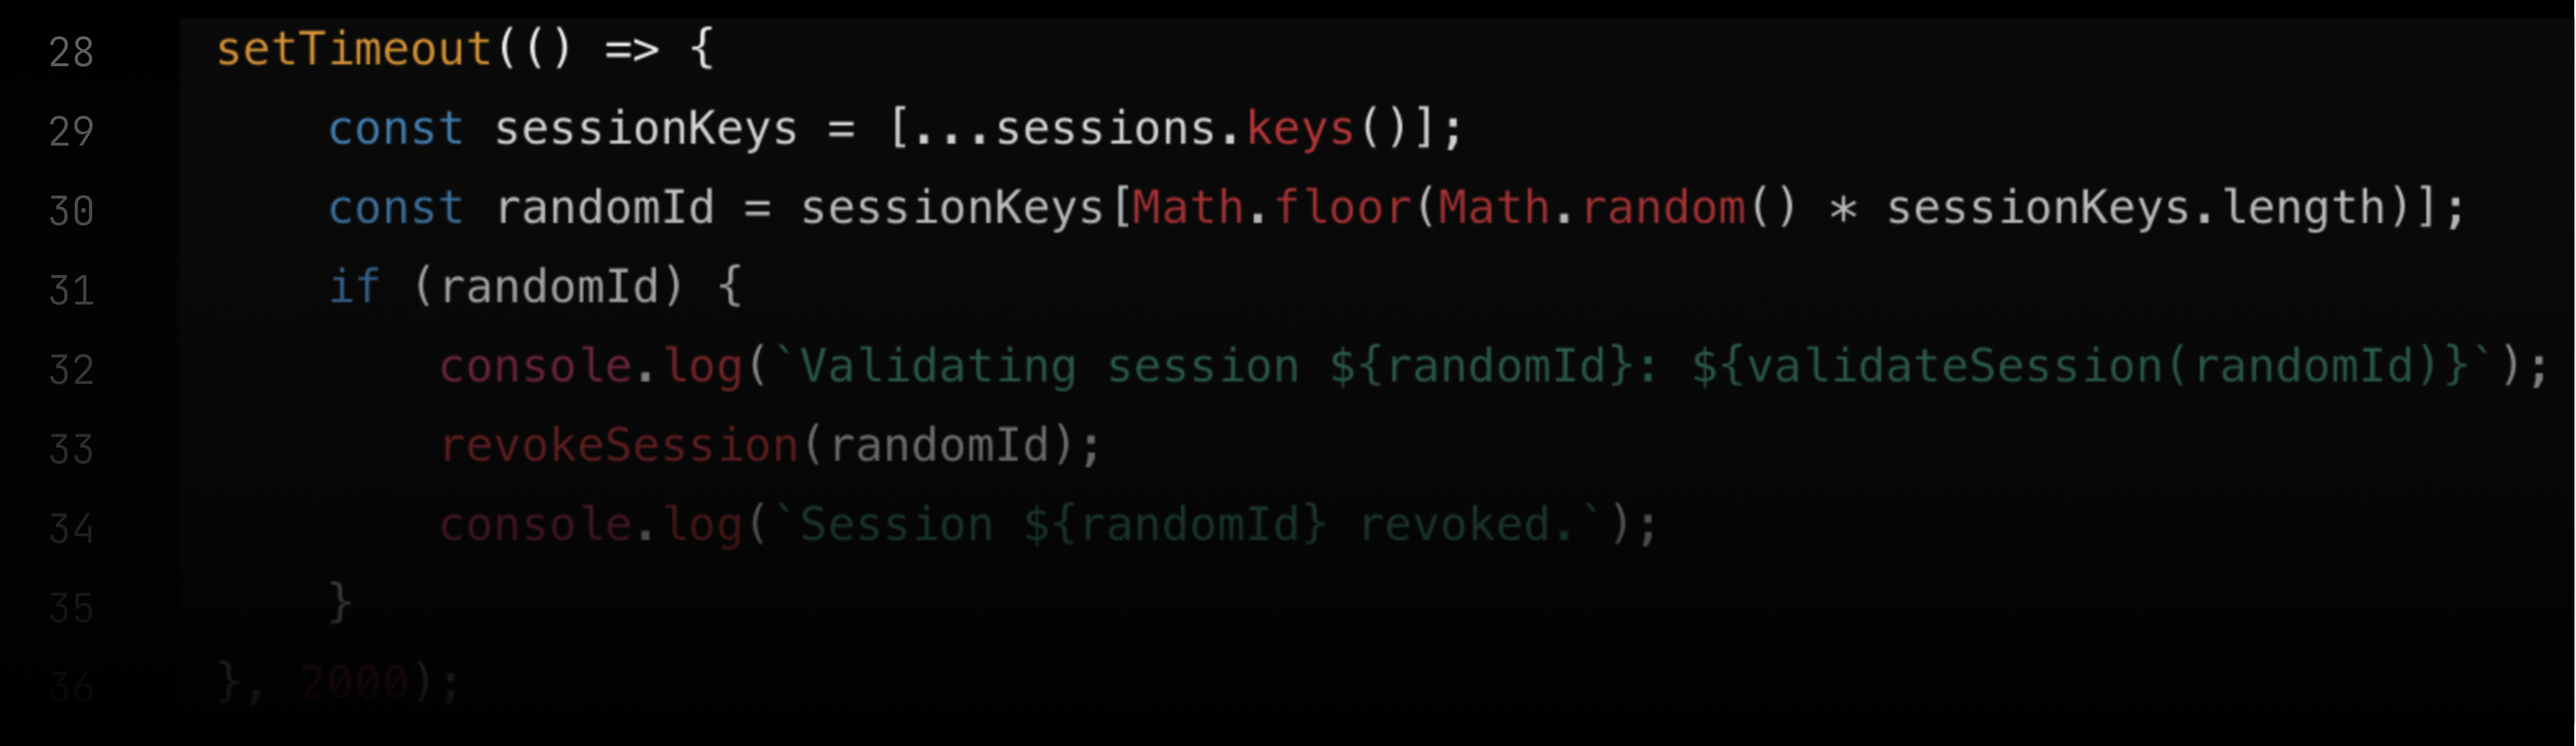 28 setTimeout(() => {
29 const sessionKeys = [...sessions.keys()];
30 const randomId = sessionKeys[Math.floor(Math.random() * sessionKeys.length)];
31 if (randomId) {
32 console.log(`Validating session ${randomId}: ${validateSession(randomId)}`);
33 revokeSession(randomId);
34 console.log(`Session ${randomId} revoked.`);
35 }
36 }, 2000);